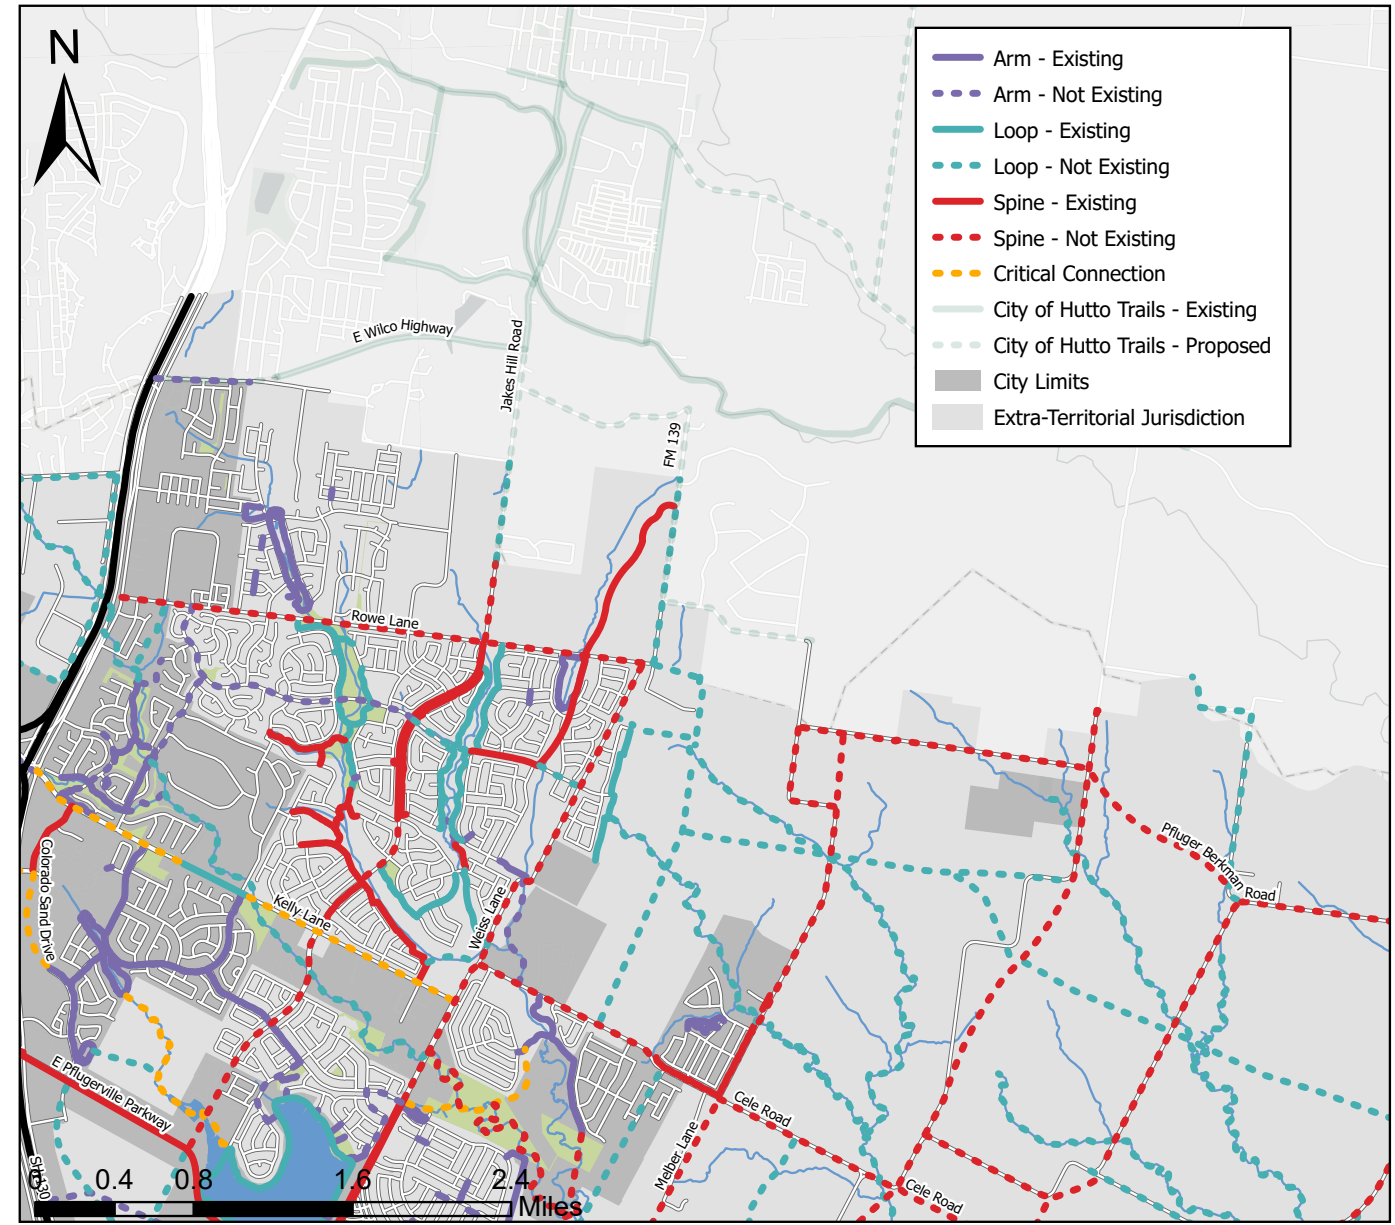 N
Arm - Existing
Arm - Not Existing
Loop - Existing
Loop - Not Existing
Spine - Existing
Spine - Not Existing
Critical Connection
City of Hutto Trails - Existing
City of Hutto Trails - Proposed
City Limits
Extra-Territorial Jurisdiction
E Wilco Highway
Jakes Hill Road
FM 139
Rowe Lane
Pfluger Berkman Road
Colorado Sand Drive
Kelly Lane
Weiss Lane
E Pflugerville Parkway
Cele Road
Melber Lane
Cele Road
SH 130
0 0.4 0.8 1.6 2.4
Miles